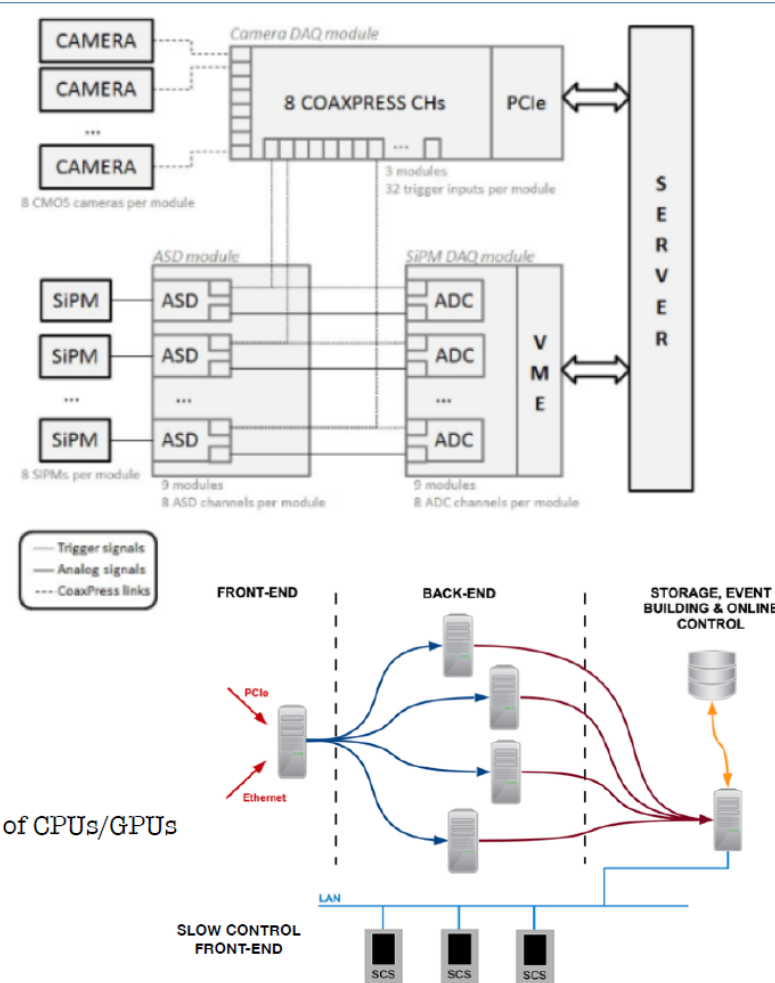 Camera DAQ module
CAMERA
CAMERA
...
CAMERA
8 CMOS cameras per module
8 COAXPRESS CHs
PCIe
...
3 modules
32 trigger inputs per module
SERVER
ASD module
SiPM DAQ module
SiPM
ASD
ADC
SiPM
ASD
ADC
...
...
...
SiPM
ASD
ADC
VME
8 SiPMs per module
9 modules
8 ASD channels per module
9 modules
8 ADC channels per module
Trigger signals
Analog signals
CoaxPress links
FRONT-END
BACK-END
STORAGE, EVENT
BUILDING & ONLINE
CONTROL
PCIe
Ethernet
of CPUs/GPUs
LAN
SLOW CONTROL
FRONT-END
SCS
SCS
SCS